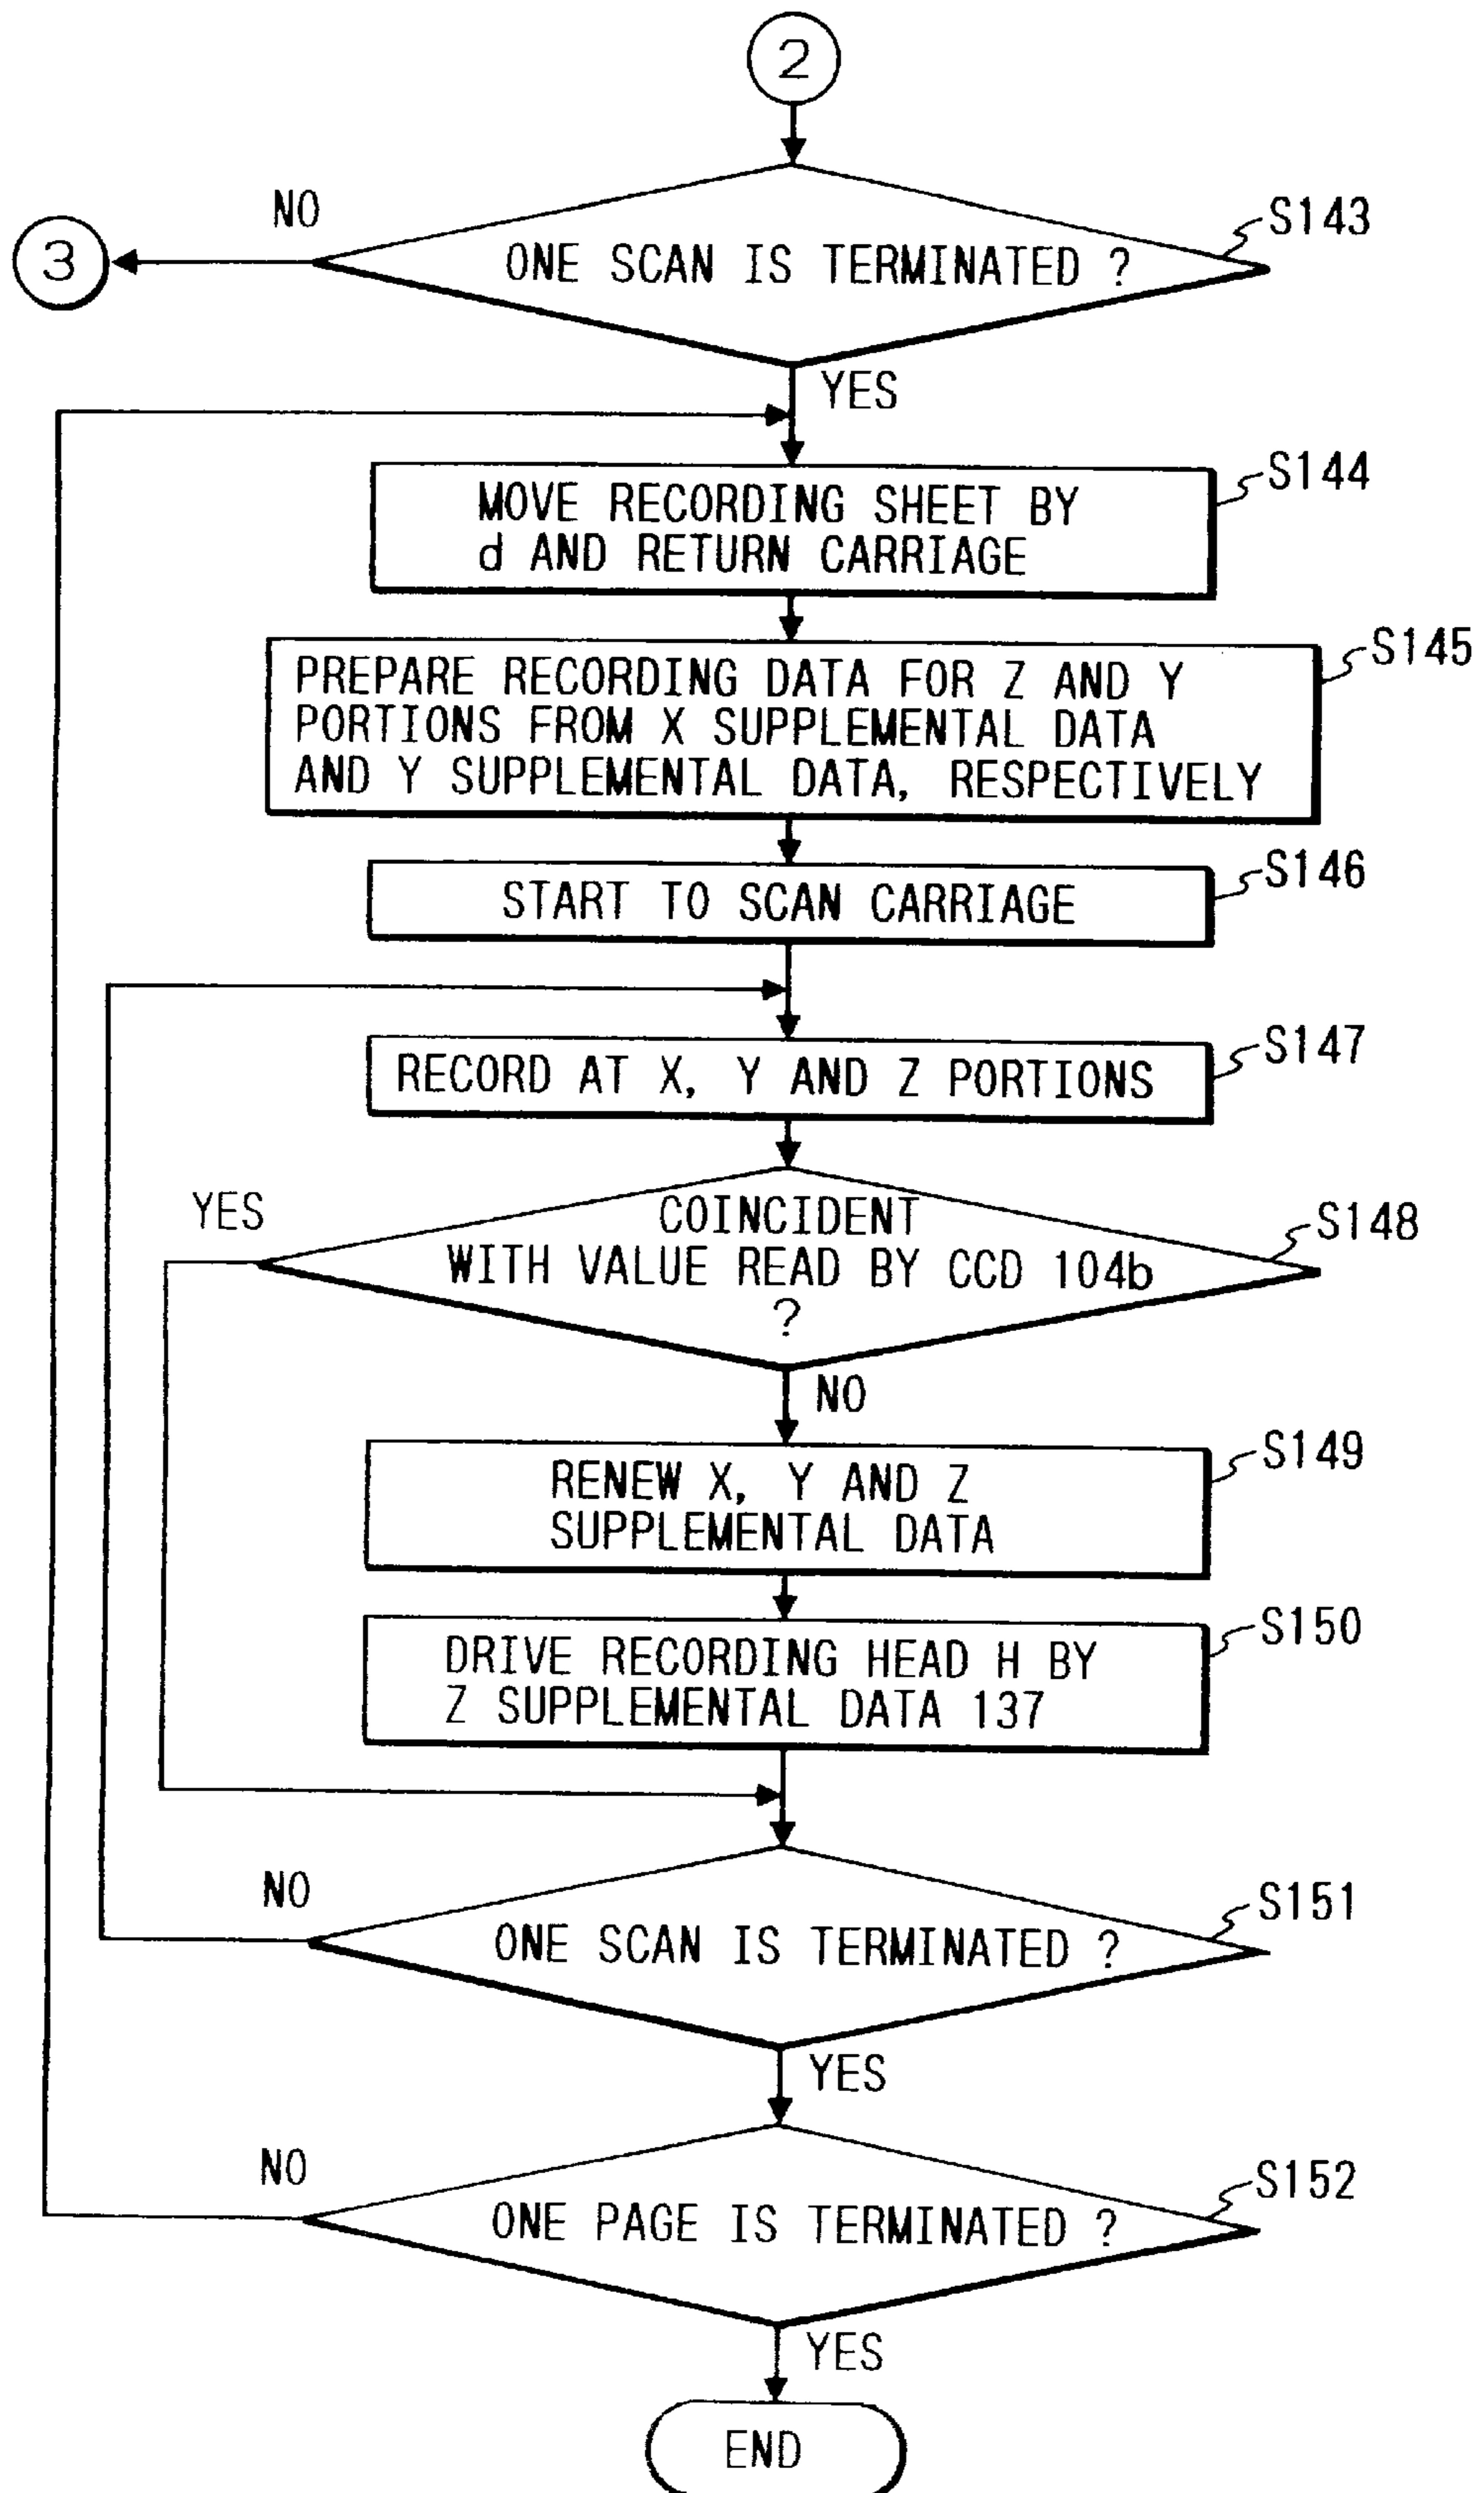 2
NO
S143
3
ONE SCAN IS TERMINATED ?
YES
S144
MOVE RECORDING SHEET BY
d AND RETURN CARRIAGE
S145
PREPARE RECORDING DATA FOR Z AND Y
PORTIONS FROM X SUPPLEMENTAL DATA
AND Y SUPPLEMENTAL DATA, RESPECTIVELY
S146
START TO SCAN CARRIAGE
S147
RECORD AT X, Y AND Z PORTIONS
YES
S148
COINCIDENT
WITH VALUE READ BY CCD 104b
?
NO
S149
RENEW X, Y AND Z
SUPPLEMENTAL DATA
S150
DRIVE RECORDING HEAD H BY
Z SUPPLEMENTAL DATA 137
NO
S151
ONE SCAN IS TERMINATED ?
YES
NO
S152
ONE PAGE IS TERMINATED ?
YES
END